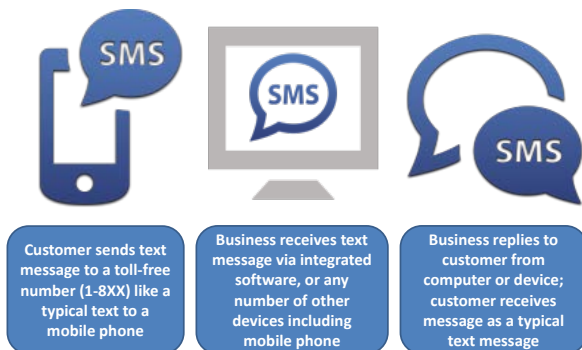 SMS
SMS
SMS
Customer sends text
message to a toll-free
number (1-8XX) like a
typical text to a
mobile phone
Business receives text
message via integrated
software, or any
number of other
devices including
mobile phone
Business replies to
customer from
computer or device;
customer receives
message as a typical
text message